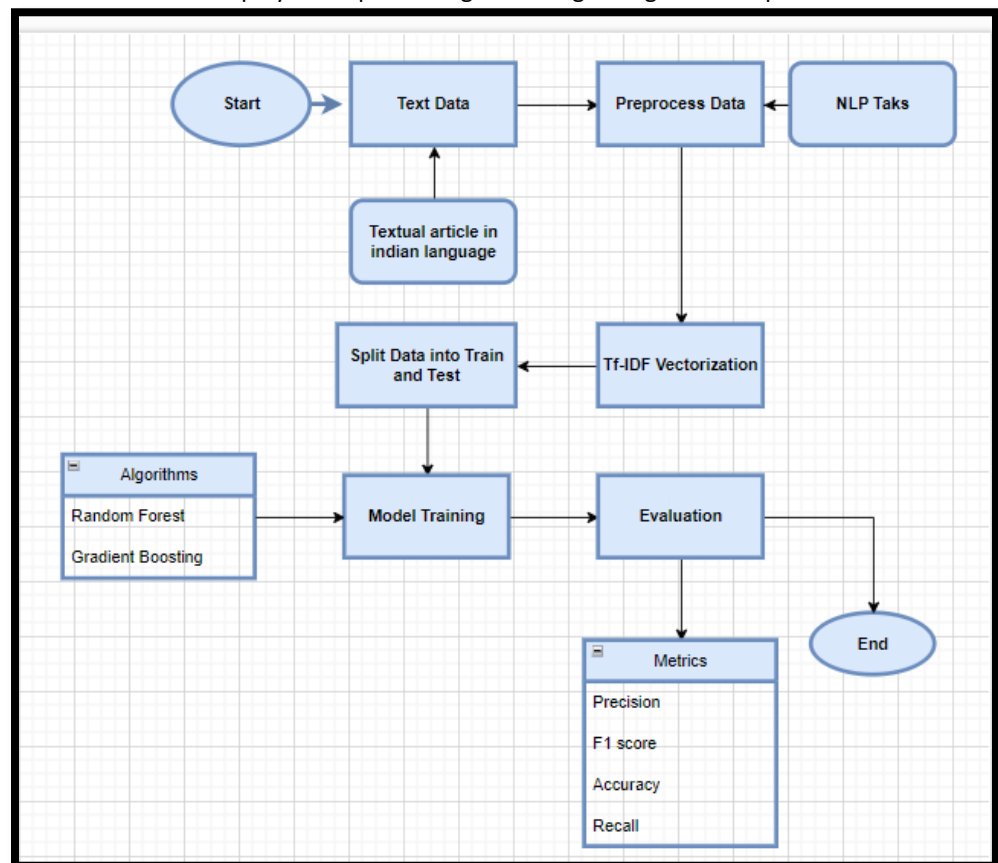 Start
Text Data
Preprocess Data
NLP Taks
Textual article in
indian language
Split Data into Train
and Test
Tf-IDF Vectorization
Algorithms
Random Forest
Gradient Boosting
Model Training
Evaluation
End
Metrics
Precision
F1 score
Accuracy
Recall